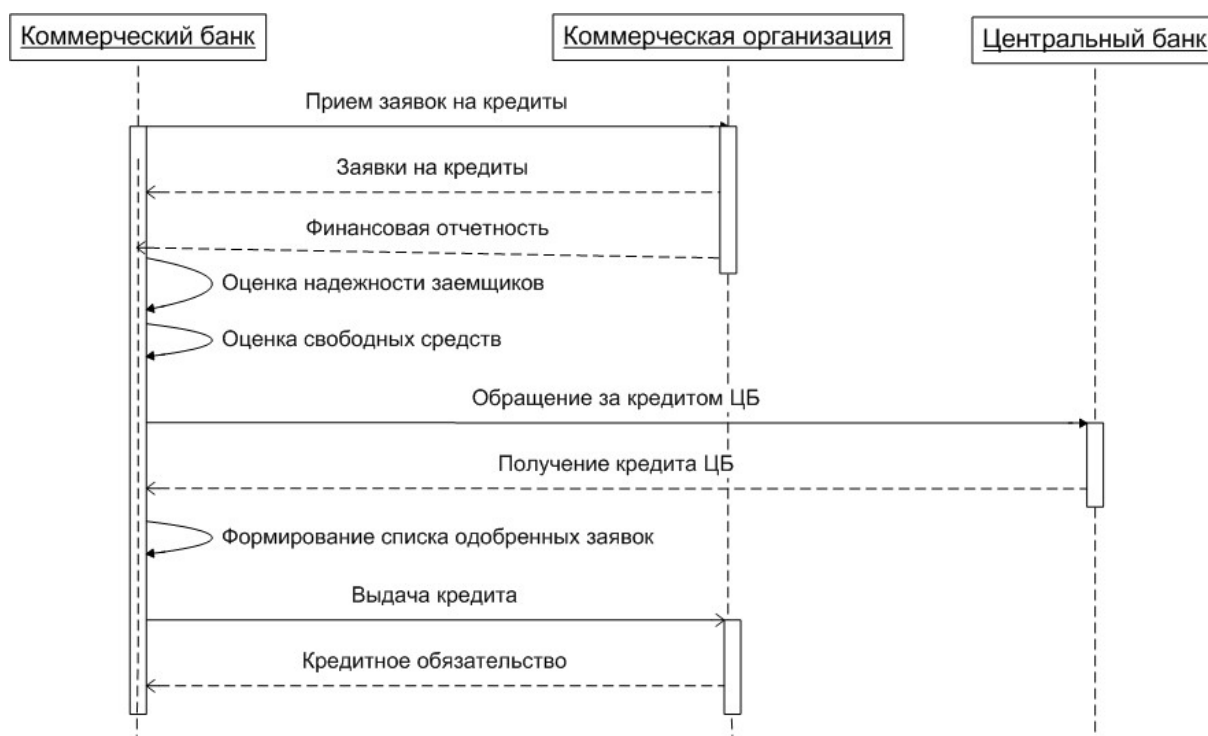 Коммерческий банк
Коммерческая организация
Центральный банк
Прием заявок на кредиты
Заявки на кредиты
Финансовая отчетность
Оценка надежности заемщиков
Оценка свободных средств
Обращение за кредитом ЦБ
Получение кредита ЦБ
Формирование списка одобренных заявок
Выдача кредита
Кредитное обязательство